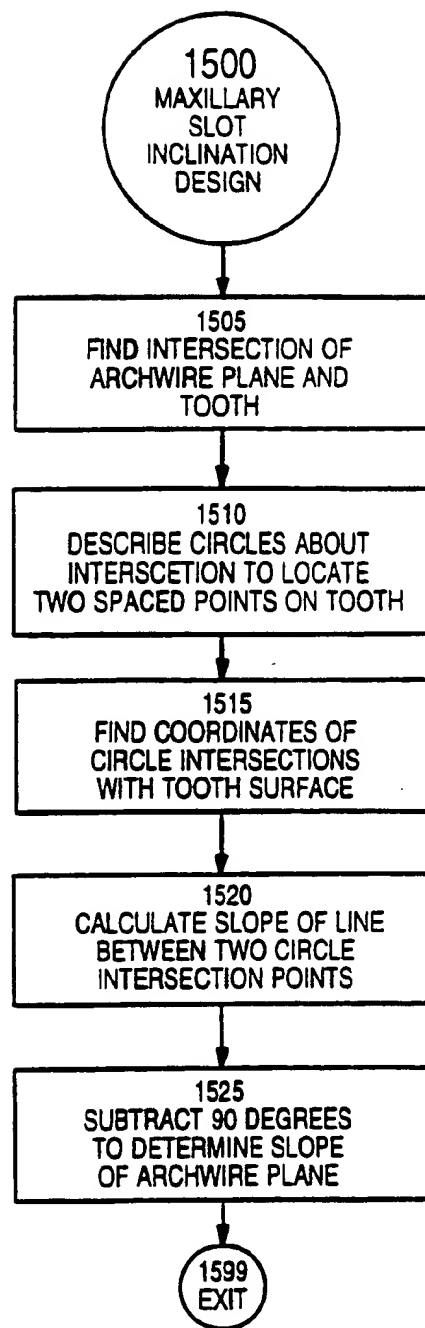 1500
MAXILLARY
SLOT
INCLINATION
DESIGN
1505
FIND INTERSECTION OF
ARCHWIRE PLANE AND
TOOTH
1510
DESCRIBE CIRCLES ABOUT
INTERSCETION TO LOCATE
TWO SPACED POINTS ON TOOTH
1515
FIND COORDINATES OF
CIRCLE INTERSECTIONS
WITH TOOTH SURFACE
1520
CALCULATE SLOPE OF LINE
BETWEEN TWO CIRCLE
INTERSECTION POINTS
1525
SUBTRACT 90 DEGREES
TO DETERMINE SLOPE
OF ARCHWIRE PLANE
1599
EXIT